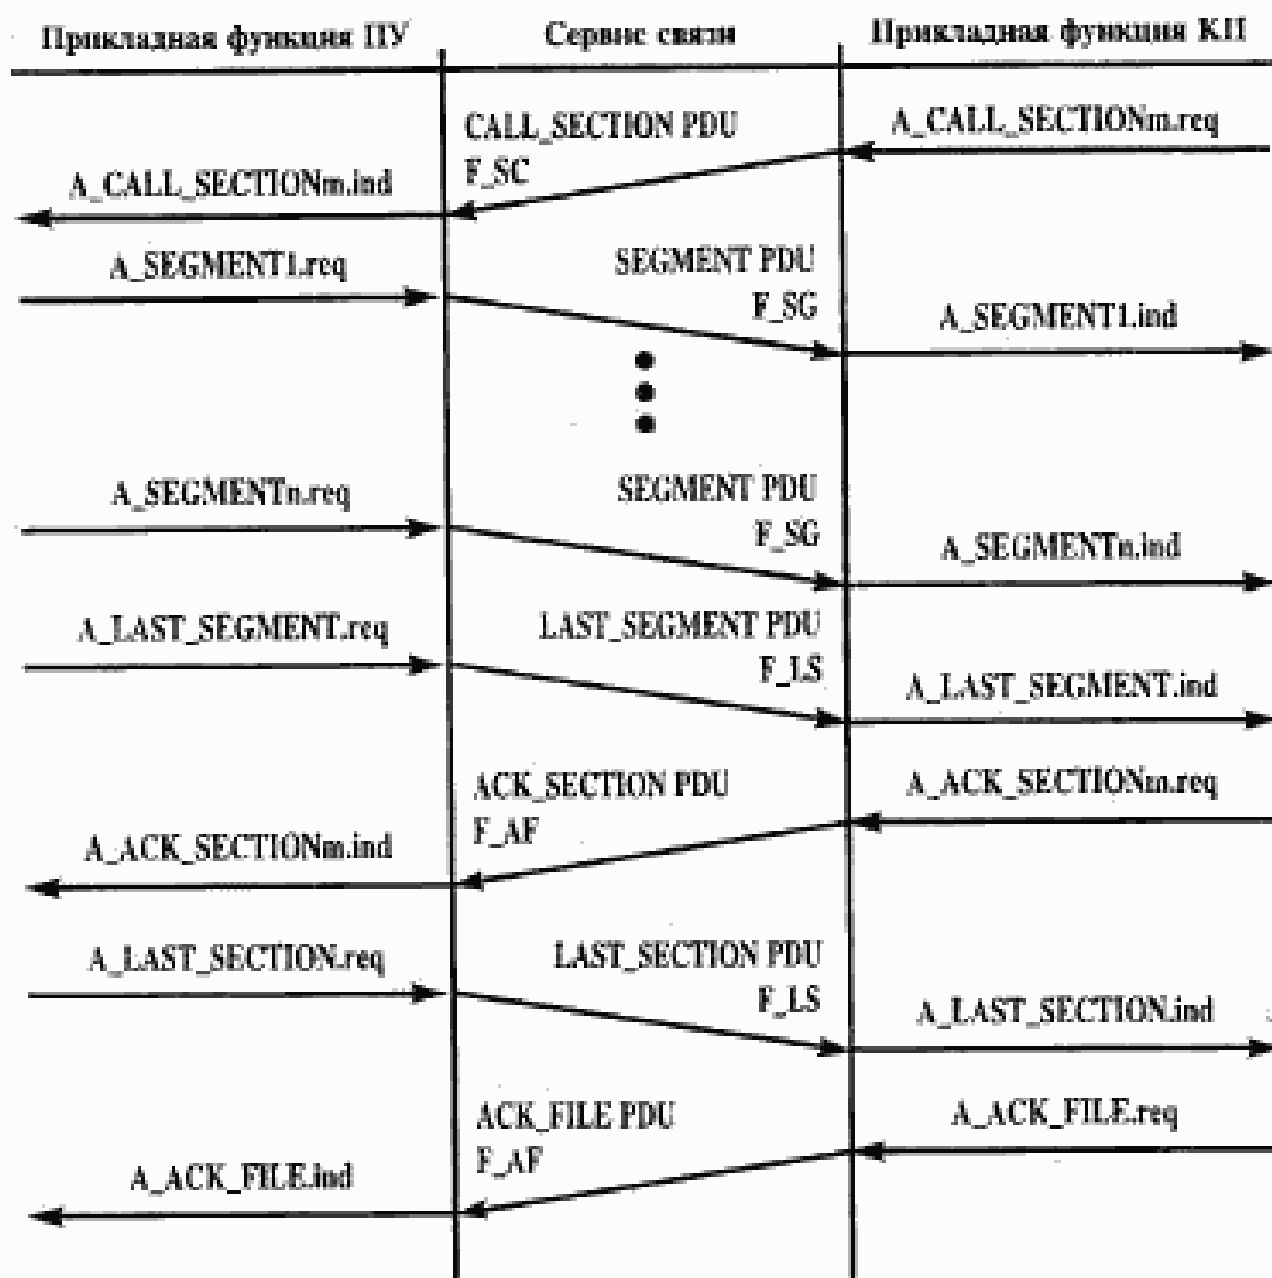 Прикладная функция ПУ
Сервис связи
Прикладная функция КП
CALL_SECTION PDU
F_SC
A_CALL_SECTIONm.req
A_CALL_SECTIONm.ind
A_SEGMENT1.req
SEGMENT PDU
F_SG
A_SEGMENT1.ind
A_SEGMENTn.req
SEGMENT PDU
F_SG
A_SEGMENTn.ind
A_LAST_SEGMENT.req
LAST_SEGMENT PDU
F_LS
A_LAST_SEGMENT.ind
ACK_SECTION PDU
F_AF
A_ACK_SECTIONm.req
A_ACK_SECTIONm.ind
A_LAST_SECTION.req
LAST_SECTION PDU
F_LS
A_LAST_SECTION.ind
ACK_FILE PDU
F_AF
A_ACK_FILE.req
A_ACK_FILE.ind